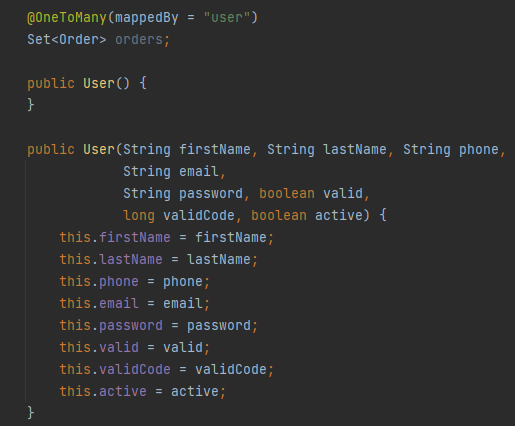 @OneToMany(mappedBy = "user")
Set<Order> orders;
public User() {
}
public User(String firstName, String lastName, String phone,
String email,
String password, boolean valid,
long validCode, boolean active) {
this.firstName = firstName;
this.lastName = lastName;
this.phone = phone;
this.email = email;
this.password = password;
this.valid = valid;
this.validCode = validCode;
this.active = active;
}